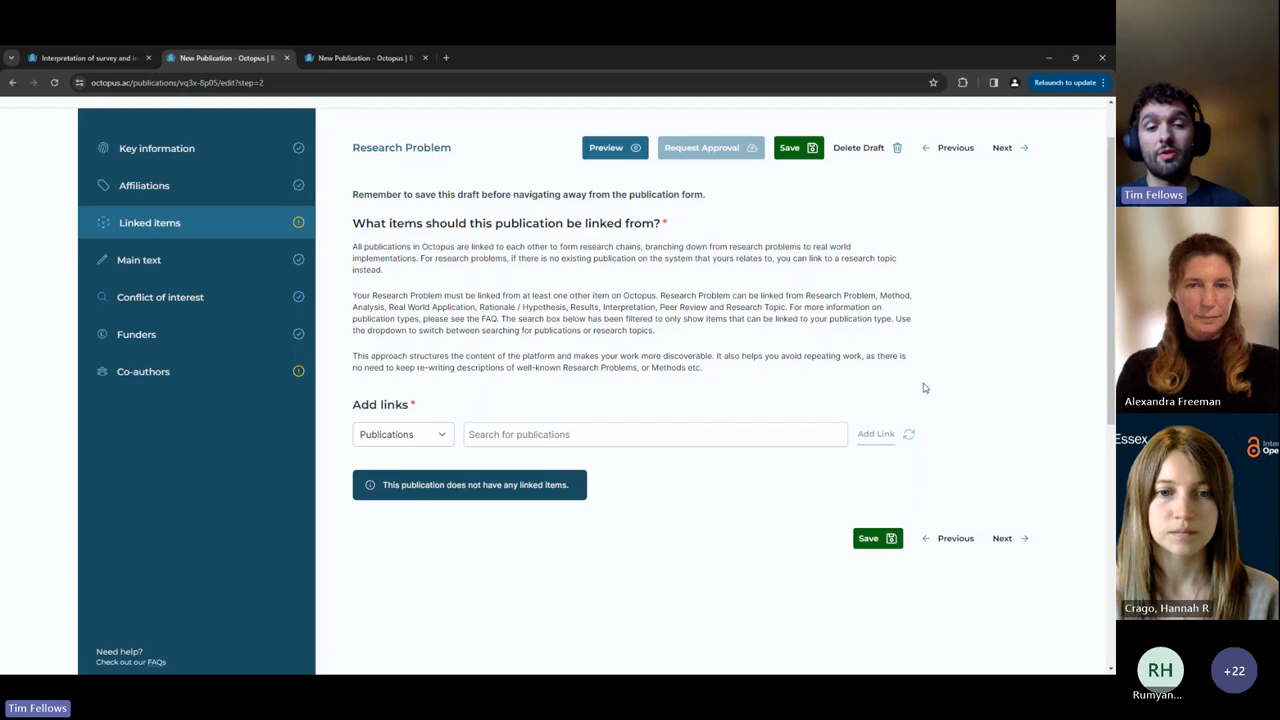 Interpretation of survey and in
New Publication - Octopus | B
New Publication - Octopus | B
octopus.ac/publications/vq3x-8p05/edit?step=2
Relaunch to update
Key information
Affiliations
Linked items
Main text
Conflict of interest
Funders
Co-authors
Need help?
Check out our FAQs
Research Problem
Preview
Request Approval
Save
Delete Draft
Previous
Next
Remember to save this draft before navigating away from the publication form.
What items should this publication be linked from? *
All publications in Octopus are linked to each other to form research chains, branching down from research problems to real world
implementations. For research problems, if there is no existing publication on the system that yours relates to, you can link to a research topic
instead.
Your Research Problem must be linked from at least one other item on Octopus. Research Problem can be linked from Research Problem, Method,
Analysis, Real World Application, Rationale / Hypothesis, Results, Interpretation, Peer Review and Research Topic. For more information on
publication types, please see the FAQ. The search box below has been filtered to only show items that can be linked to your publication type. Use
the dropdown to switch between searching for publications or research topics.
This approach structures the content of the platform and makes your work more discoverable. It also helps you avoid repeating work, as there is
no need to keep re-writing descriptions of well-known Research Problems, or Methods etc.
Add links *
Publications
Search for publications
Add Link
This publication does not have any linked items.
Save
Previous
Next
Tim Fellows
Alexandra Freeman
Essex
Inte
Ope
Crago, Hannah R
RH
Rumyan...
+22
Tim Fellows